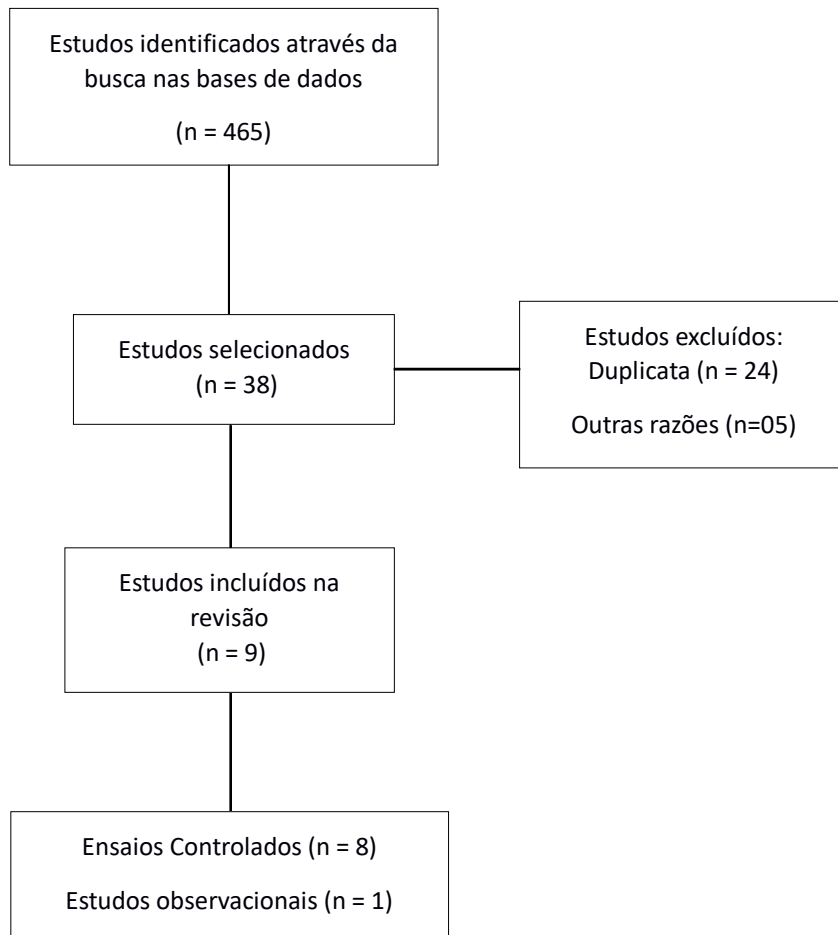 Estudos identificados através da
busca nas bases de dados
(n = 465)
Estudos selecionados
(n = 38)
Estudos excluídos:
Duplicata (n = 24)
Outras razões (n=05)
Estudos incluídos na
revisão
(n = 9)
Ensaios Controlados (n = 8)
Estudos observacionais (n = 1)